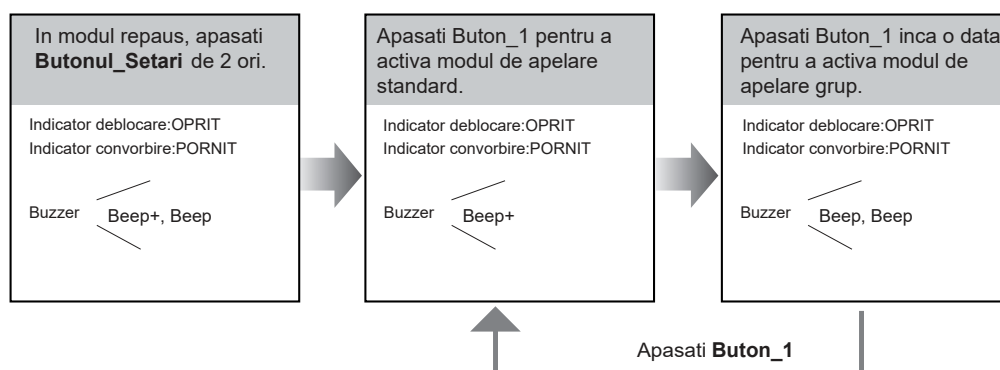 In modul repaus, apasati
Butonul_Setari de 2 ori.
Indicator deblocare:OPRIT
Indicator convorbire:PORNIT
Buzzer
Beep+, Beep
Apasati Buton_1 pentru a
activa modul de apelare
standard.
Indicator deblocare:OPRIT
Indicator convorbire:PORNIT
Buzzer
Beep+
Apasati Buton_1 inca o data
pentru a activa modul de
apelare grup.
Indicator deblocare:OPRIT
Indicator convorbire:PORNIT
Buzzer
Beep, Beep
Apasati Buton_1